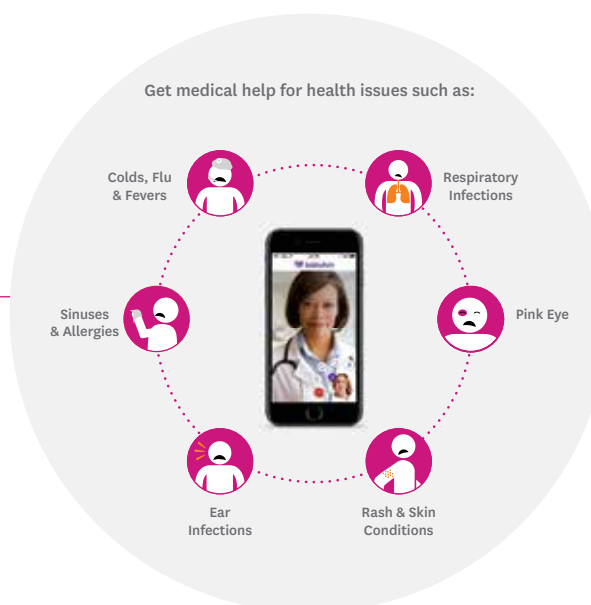 Get medical help for health issues such as:
Colds, Flu
& Fevers
Respiratory
Infections
Sinuses
& Allergies
Pink Eye
Ear
Infections
Rash & Skin
Conditions